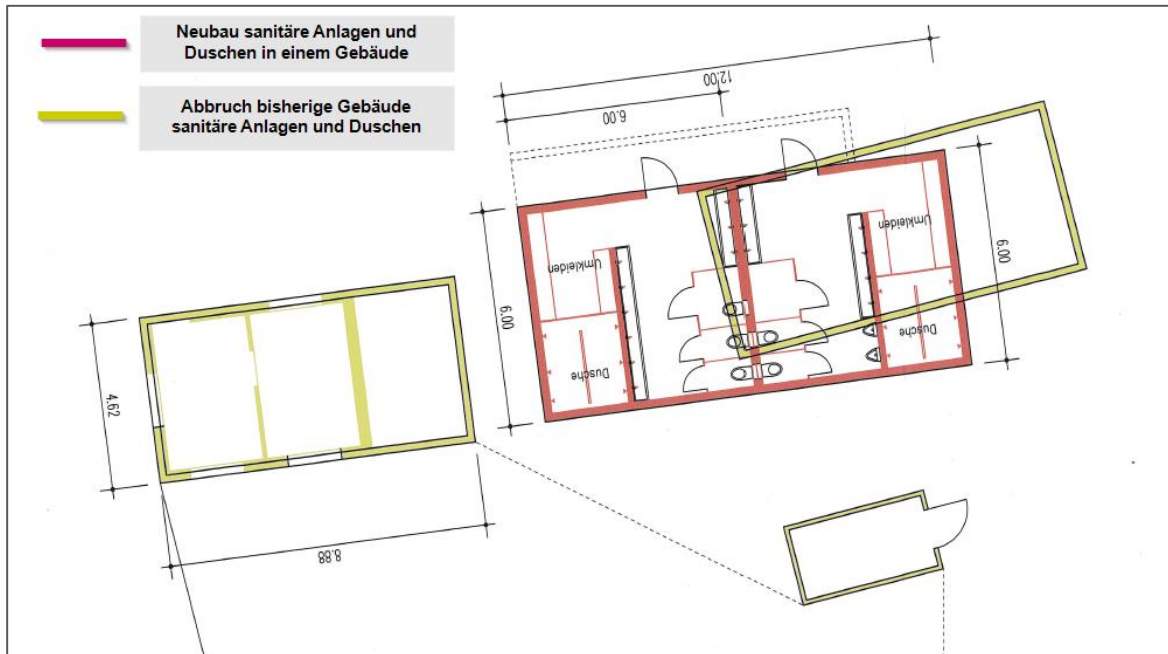 Neubau sanitäre Anlagen und
Duschen in einem Gebäude
Abbruch bisherige Gebäude
sanitäre Anlagen und Duschen
12.00
6.00
Umkleiden
Umkleiden
6.00
6.00
Dusche
Dusche
4.62
8.88